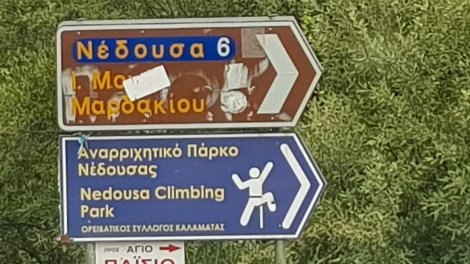 Νέδουσα 6
Ι.
Μαρδακίου
Αναρριχητικό Πάρκο
Νέδουσας
Nedousa Climbing
Park
ΟΡΕΙΒΑΤΙΚΟΣ ΣΥΛΛΟΓΟΣ ΚΑΛΑΜΑΤΑΣ
ΠΡΟΣ ΑΓΙΟ
ΠΑΪΣΙΟ